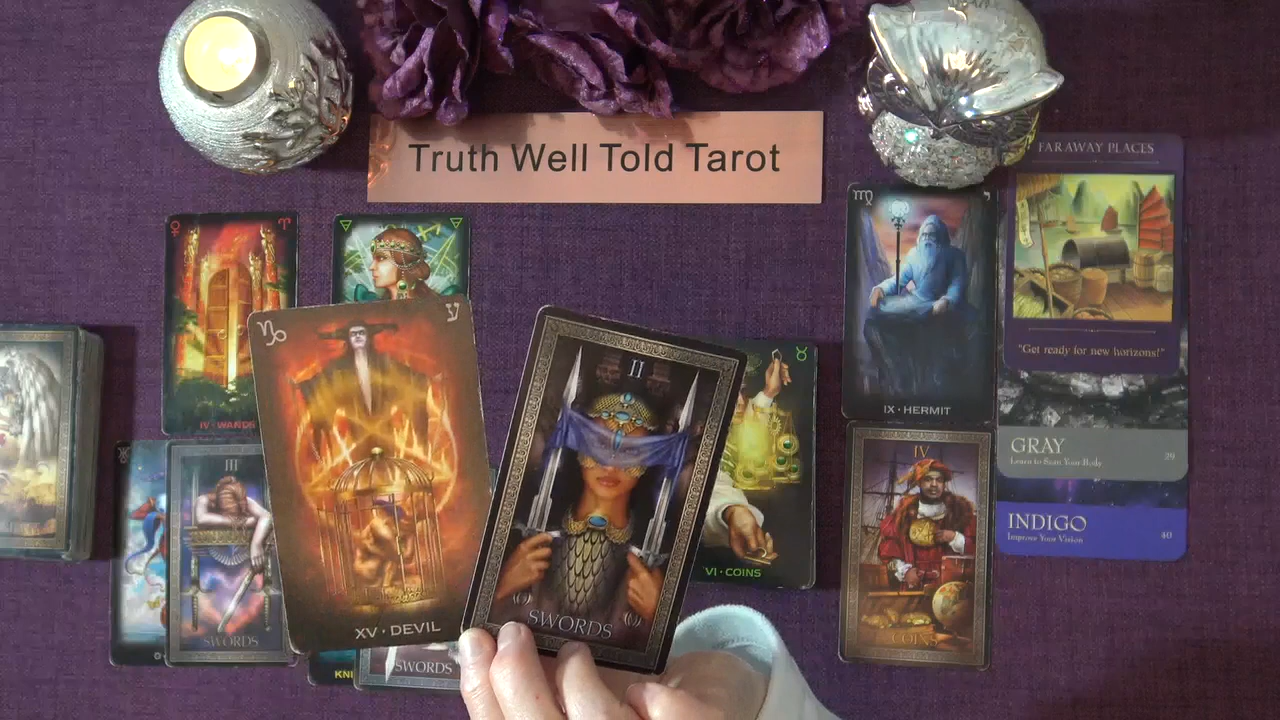 Truth Well Told Tarot
FARAWAY PLACES
"Get ready for new horizons!"
GRAY
Learn to Scan Your Body
29
INDIGO
Improve Your Vision
40
IV • WANDS
IX • HERMIT
IV
COINS
III
SWORDS
XV • DEVIL
II
SWORDS
VI • COINS
SWORDS